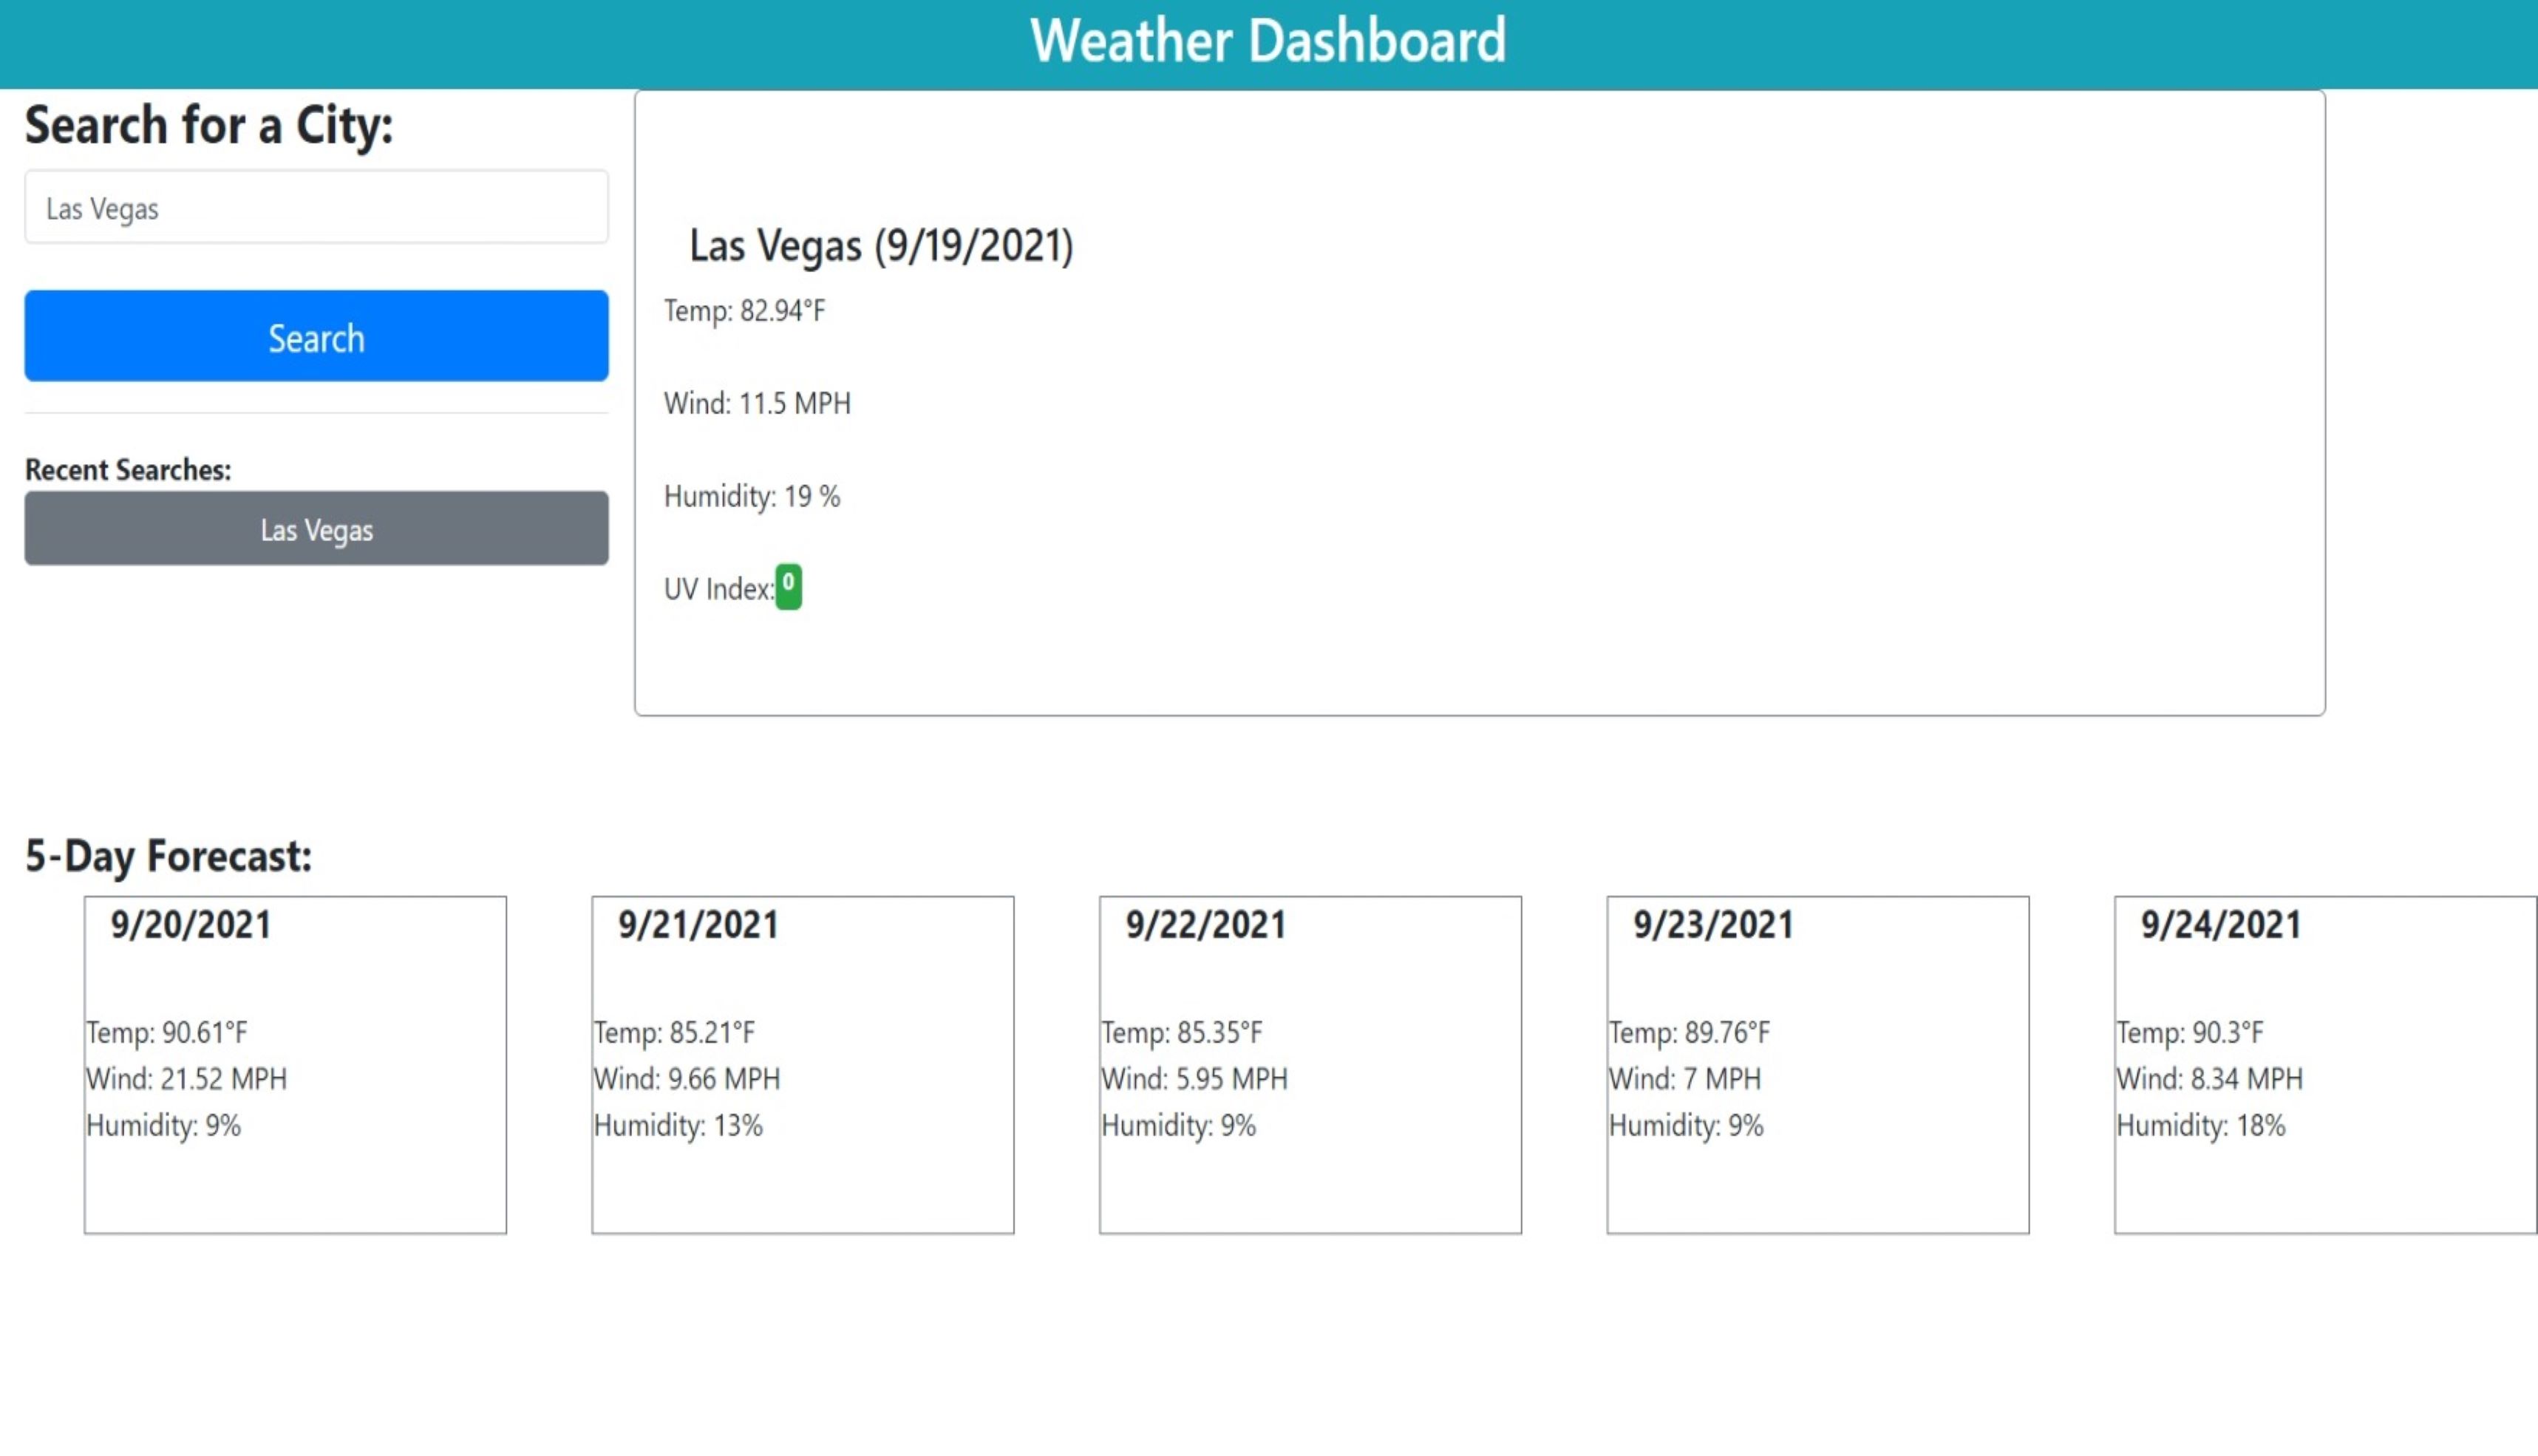 Weather Dashboard
Search for a City:
Las Vegas
Search
Recent Searches:
Las Vegas
Las Vegas (9/19/2021)
Temp: 82.94°F
Wind: 11.5 MPH
Humidity: 19 %
UV Index:0
5-Day Forecast:
9/20/2021
Temp: 90.61°F
Wind: 21.52 MPH
Humidity: 9%
9/21/2021
Temp: 85.21°F
Wind: 9.66 MPH
Humidity: 13%
9/22/2021
Temp: 85.35°F
Wind: 5.95 MPH
Humidity: 9%
9/23/2021
Temp: 89.76°F
Wind: 7 MPH
Humidity: 9%
9/24/2021
Temp: 90.3°F
Wind: 8.34 MPH
Humidity: 18%